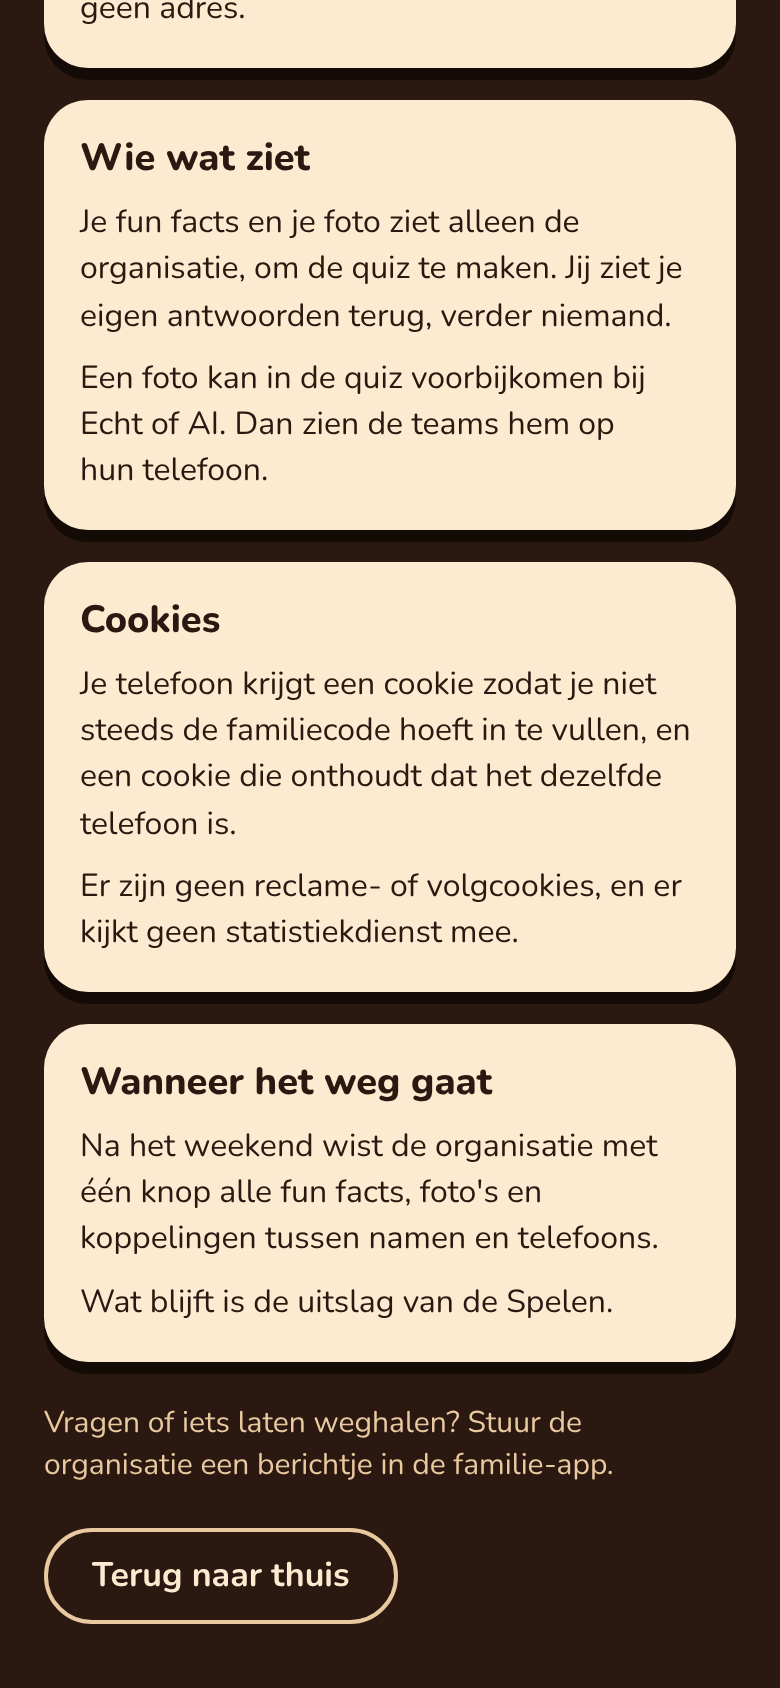 geen adres.
Wie wat ziet
Je fun facts en je foto ziet alleen de
organisatie, om de quiz te maken. Jij ziet je
eigen antwoorden terug, verder niemand.
Een foto kan in de quiz voorbijkomen bij
Echt of AI. Dan zien de teams hem op
hun telefoon.
Cookies
Je telefoon krijgt een cookie zodat je niet
steeds de familiecode hoeft in te vullen, en
een cookie die onthoudt dat het dezelfde
telefoon is.
Er zijn geen reclame- of volgcookies, en er
kijkt geen statistiekdienst mee.
Wanneer het weg gaat
Na het weekend wist de organisatie met
één knop alle fun facts, foto's en
koppelingen tussen namen en telefoons.
Wat blijft is de uitslag van de Spelen.
Vragen of iets laten weghalen? Stuur de
organisatie een berichtje in de familie-app.
Terug naar thuis